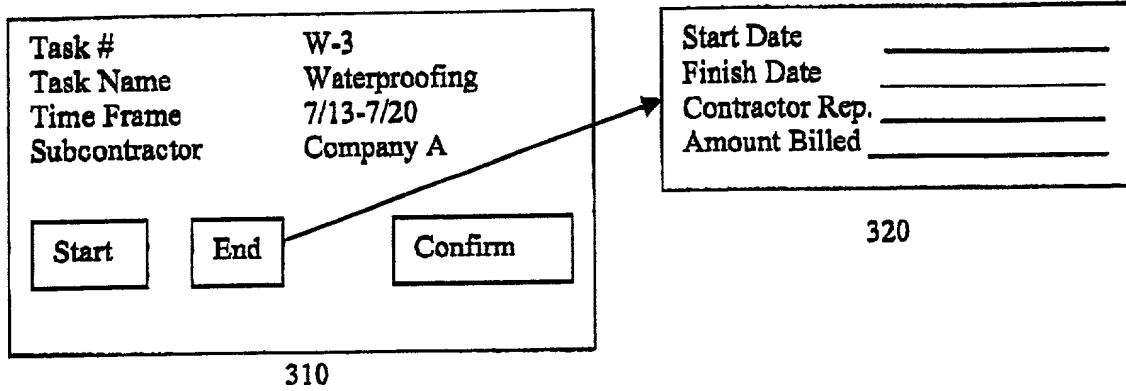 Task # W-3
Task Name Waterproofing
Time Frame 7/13-7/20
Subcontractor Company A
Start End Confirm
310
Start Date
Finish Date
Contractor Rep.
Amount Billed
320